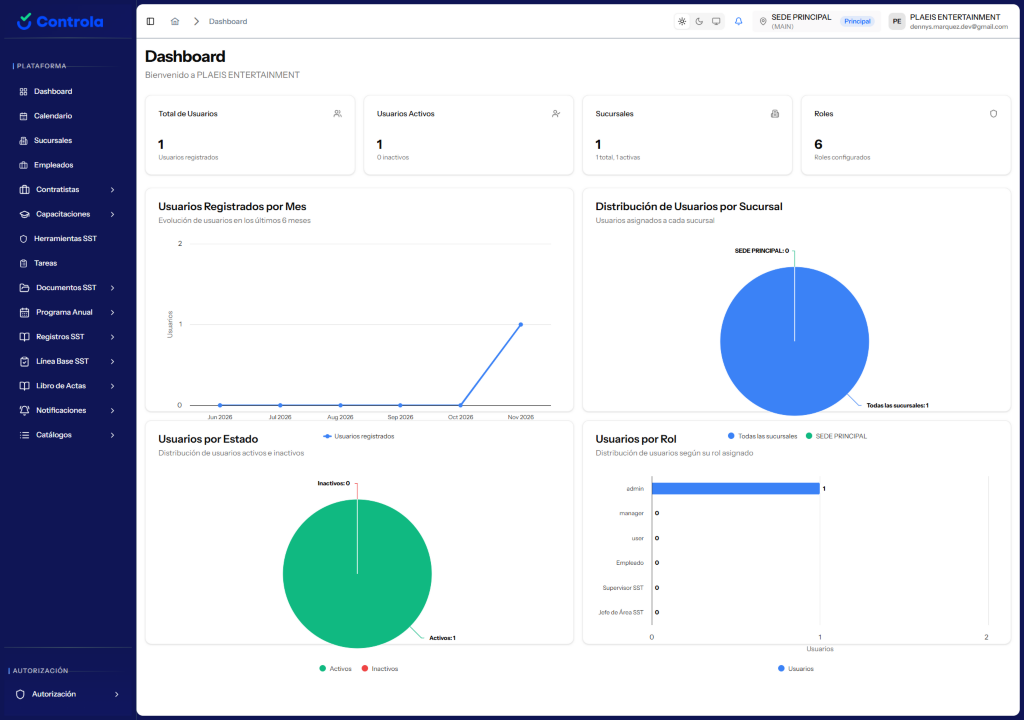 Controla
| PLATAFORMA
Dashboard
Calendario
Sucursales
Empleados
Contratistas
Capacitaciones
Herramientas SST
Tareas
Documentos SST
Programa Anual
Registros SST
Línea Base SST
Libro de Actas
Notificaciones
Catálogos
| AUTORIZACIÓN
Autorización
Dashboard
SEDE PRINCIPAL
(MAIN)
Principal
PE
PLAEIS ENTERTAINMENT
dennys.marquez.dev@gmail.com
Dashboard
Bienvenido a PLAEIS ENTERTAINMENT
Total de Usuarios
1
Usuarios registrados
Usuarios Activos
1
0 inactivos
Sucursales
1
1 total, 1 activas
Roles
6
Roles configurados
Usuarios Registrados por Mes
Evolución de usuarios en los últimos 6 meses
2
1
0
Usuarios
Jun 2026
Jul 2026
Aug 2026
Sep 2026
Oct 2026
Nov 2026
Usuarios registrados
Distribución de Usuarios por Sucursal
Usuarios asignados a cada sucursal
SEDE PRINCIPAL: 0
Todas las sucursales: 1
Todas las sucursales
SEDE PRINCIPAL
Usuarios por Estado
Distribución de usuarios activos e inactivos
Inactivos: 0
Activos: 1
Activos
Inactivos
Usuarios por Rol
Distribución de usuarios según su rol asignado
admin
1
manager
0
user
0
Empleado
0
Supervisor SST
0
Jefe de Área SST
0
0
1
2
Usuarios
Usuarios